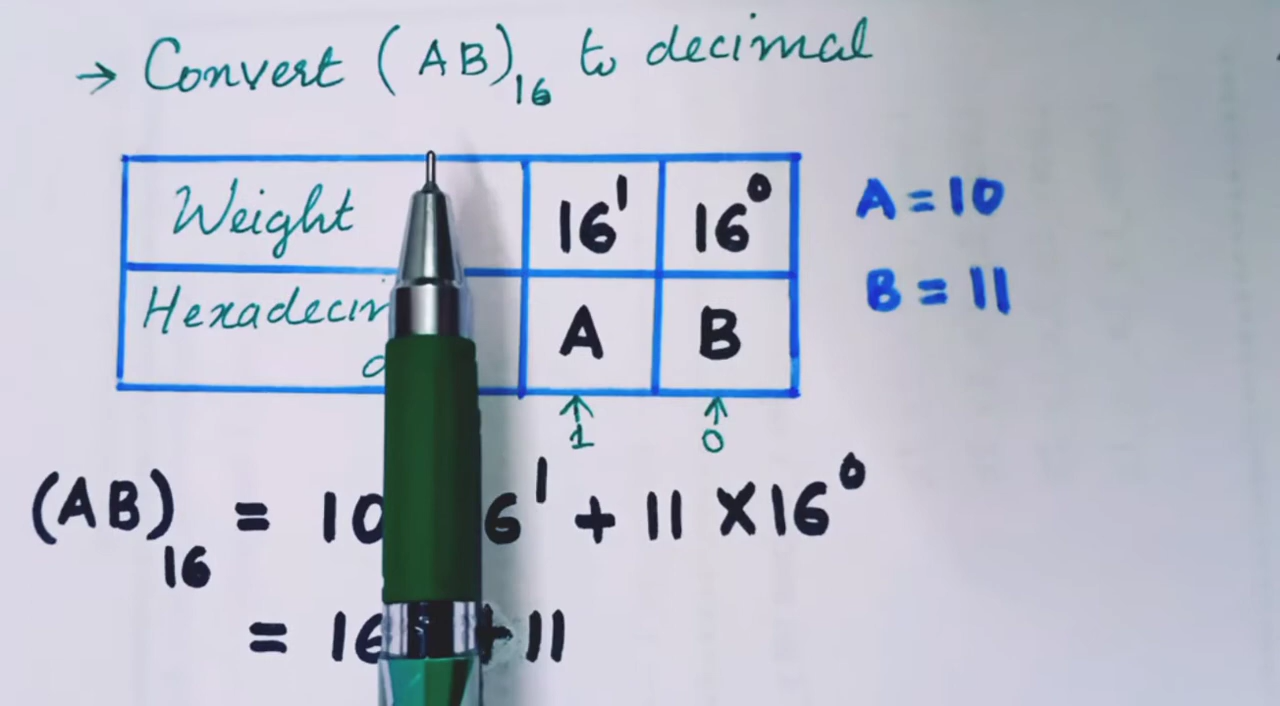 → Convert (AB)₁₆ to decimal
Weight 16¹ 16⁰ A = 10
Hexadecim A B B = 11
↑ ↑
1 0
(AB)₁₆ = 10 6¹ + 11 × 16⁰
= 16 + 11